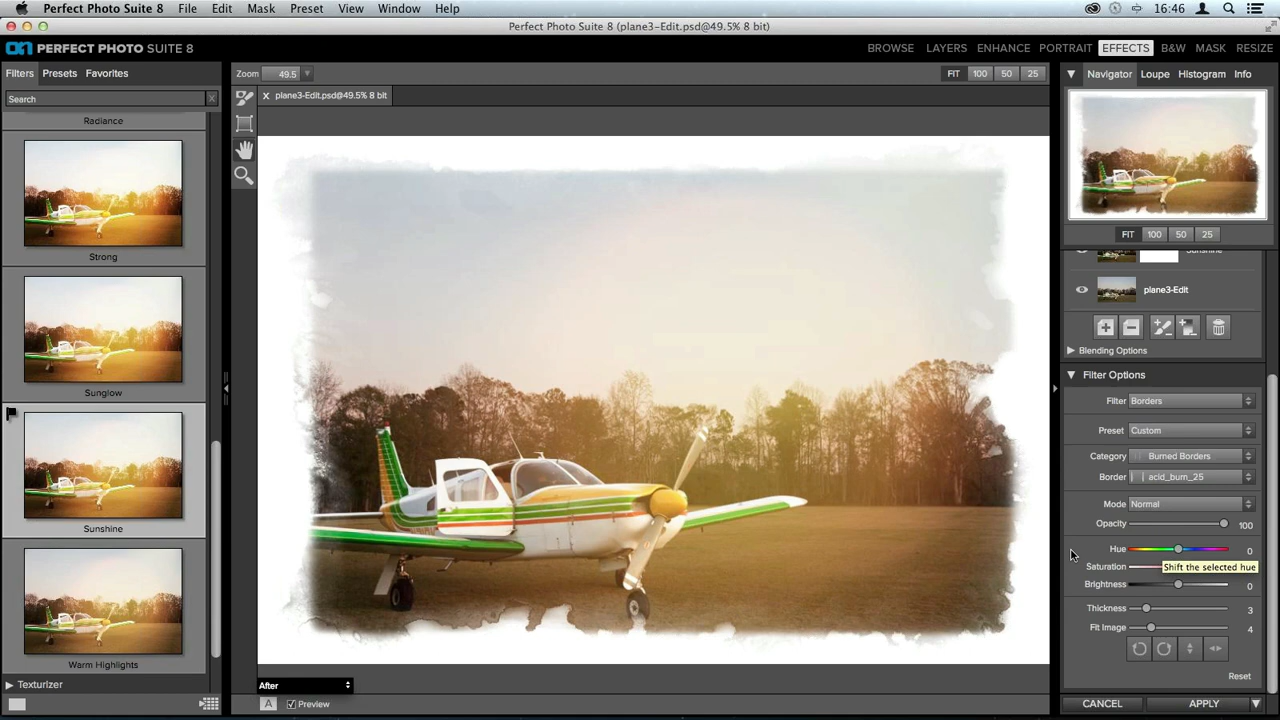 Perfect Photo Suite 8 File Edit Mask Preset View Window Help 16:46
Perfect Photo Suite 8 (plane3-Edit.psd@49.5% 8 bit)
PERFECT PHOTO SUITE 8 BROWSE LAYERS ENHANCE PORTRAIT EFFECTS B&W MASK RESIZE
Filters Presets Favorites
Zoom 49.5
FIT 100 50 25
Navigator Loupe Histogram Info
Search X
x plane3-Edit.psd@49.5% 8 bit
Radiance
Strong
Sunglow
Sunshine
Warm Highlights
Texturizer
After
A Preview
FIT 100 50 25
Sunshine
plane3-Edit
Blending Options
Filter Options
Filter Borders
Preset Custom
Category Burned Borders
Border acid_burn_25
Mode Normal
Opacity 100
Hue 0
Saturation Shift the selected hue
Brightness 0
Thickness 3
Fit Image 4
Reset
CANCEL APPLY